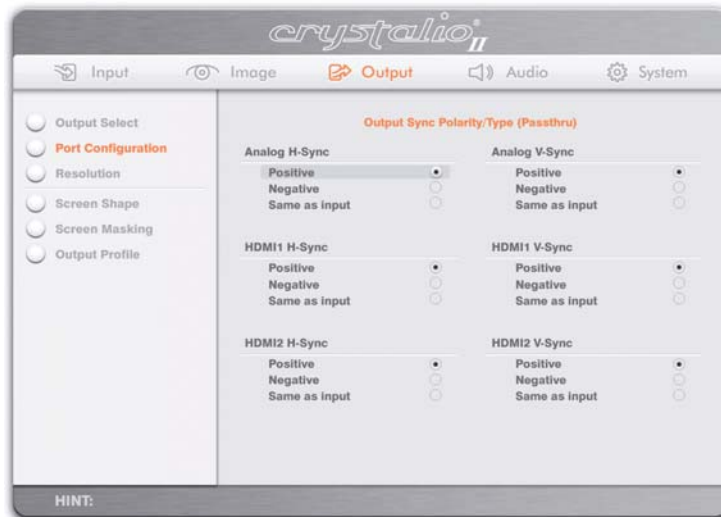 crystalio II
Input Image Output Audio System
Output Select
Port Configuration
Resolution
Screen Shape
Screen Masking
Output Profile
Output Sync Polarity/Type (Passthru)
Analog H-Sync
Positive
Negative
Same as input
Analog V-Sync
Positive
Negative
Same as input
HDMI1 H-Sync
Positive
Negative
Same as input
HDMI1 V-Sync
Positive
Negative
Same as input
HDMI2 H-Sync
Positive
Negative
Same as input
HDMI2 V-Sync
Positive
Negative
Same as input
HINT: